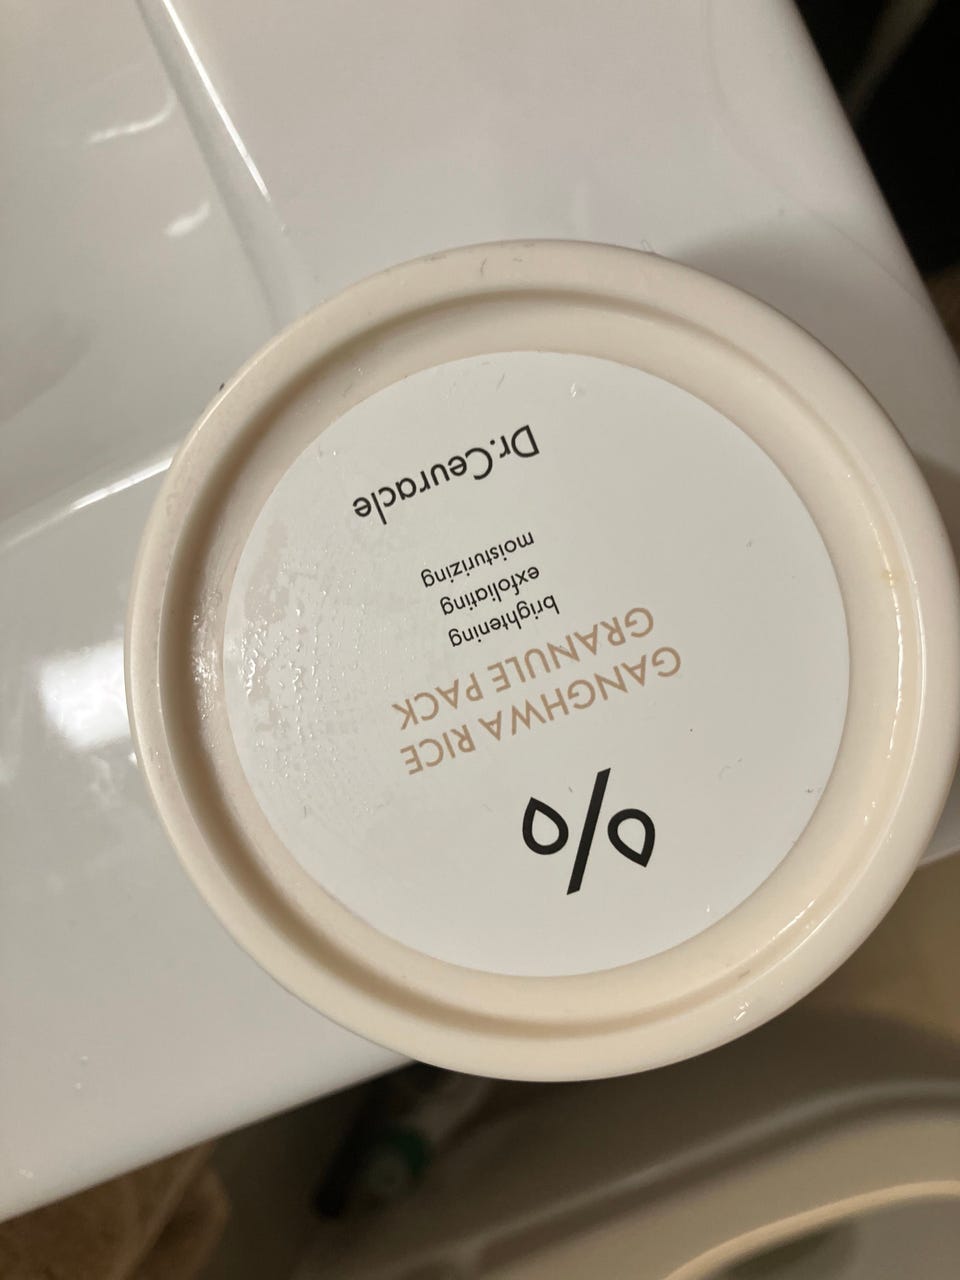 %
GANGHWA RICE
GRANULE PACK
brightening
exfoliating
moisturizing
Dr.Ceuracle